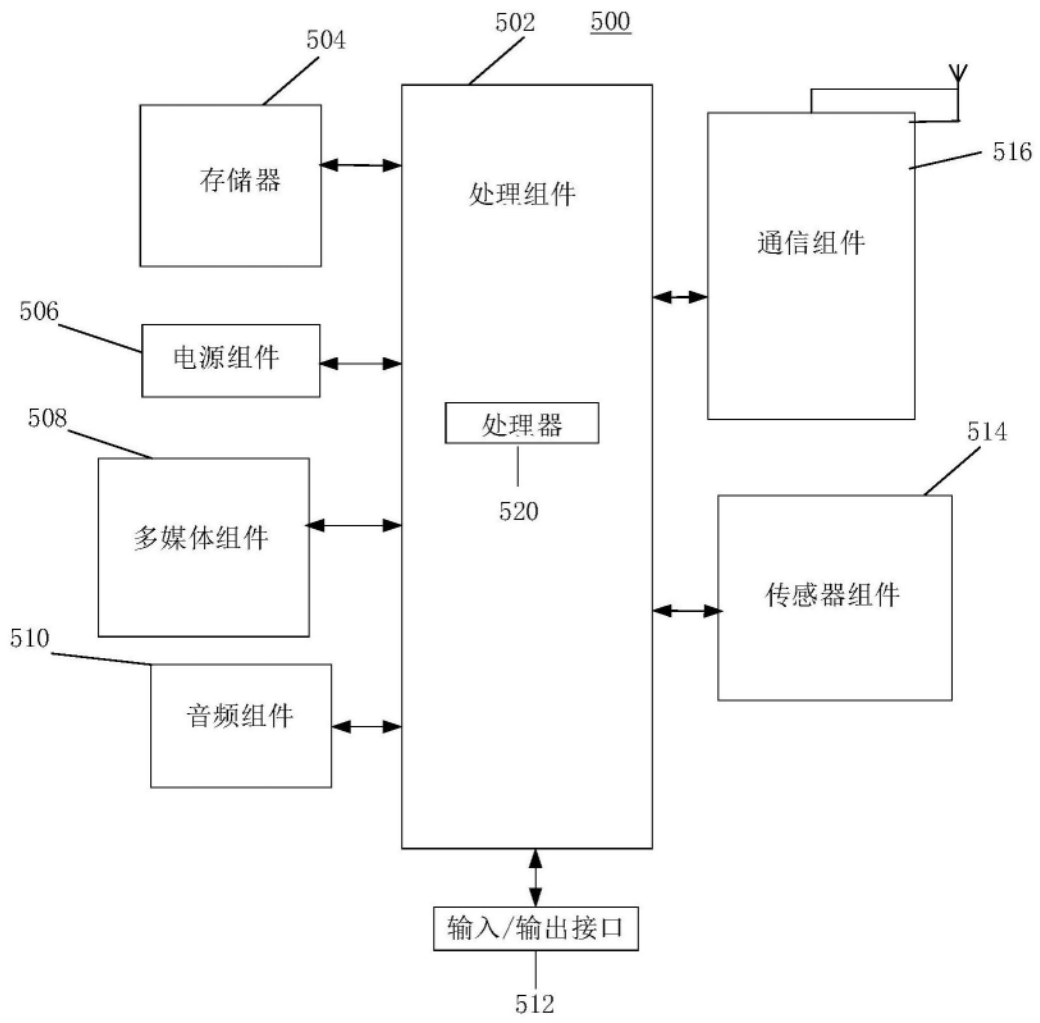 502
500
504
516
存储器
处理组件
通信组件
506
电源组件
508
处理器
514
520
多媒体组件
传感器组件
510
音频组件
输入/输出接口
512